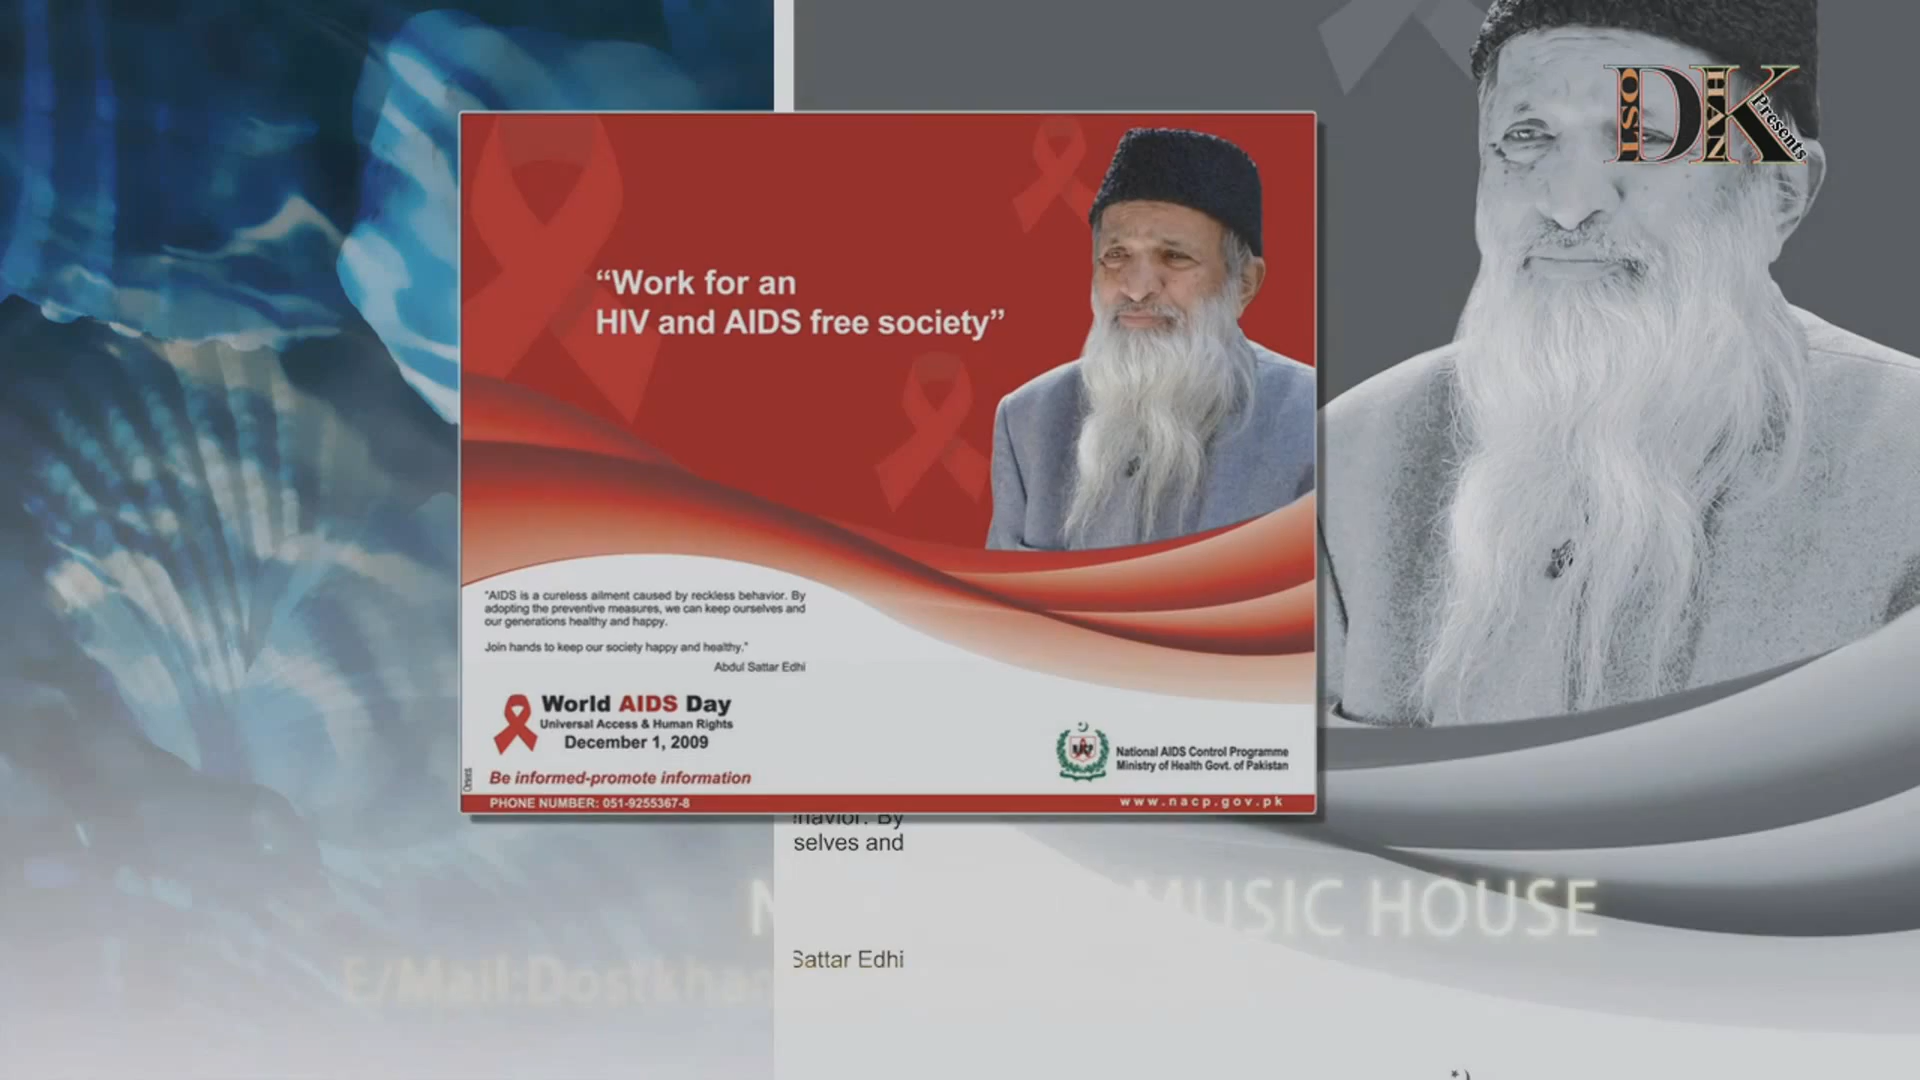 DOST KHAN Presents
“Work for an
HIV and AIDS free society”
"AIDS is a cureless ailment caused by reckless behavior. By
adopting the preventive measures, we can keep ourselves and
our generations healthy and happy.
Join hands to keep our society happy and healthy."
Abdul Sattar Edhi
World AIDS Day
Universal Access & Human Rights
December 1, 2009
Be informed-promote information
NACP
National AIDS Control Programme
Ministry of Health Govt. of Pakistan
PHONE NUMBER: 051-9255367-8
www.nacp.gov.pk
By
selves and
MUSIC HOUSE
Sattar Edhi
E/Mail:Dostkhan